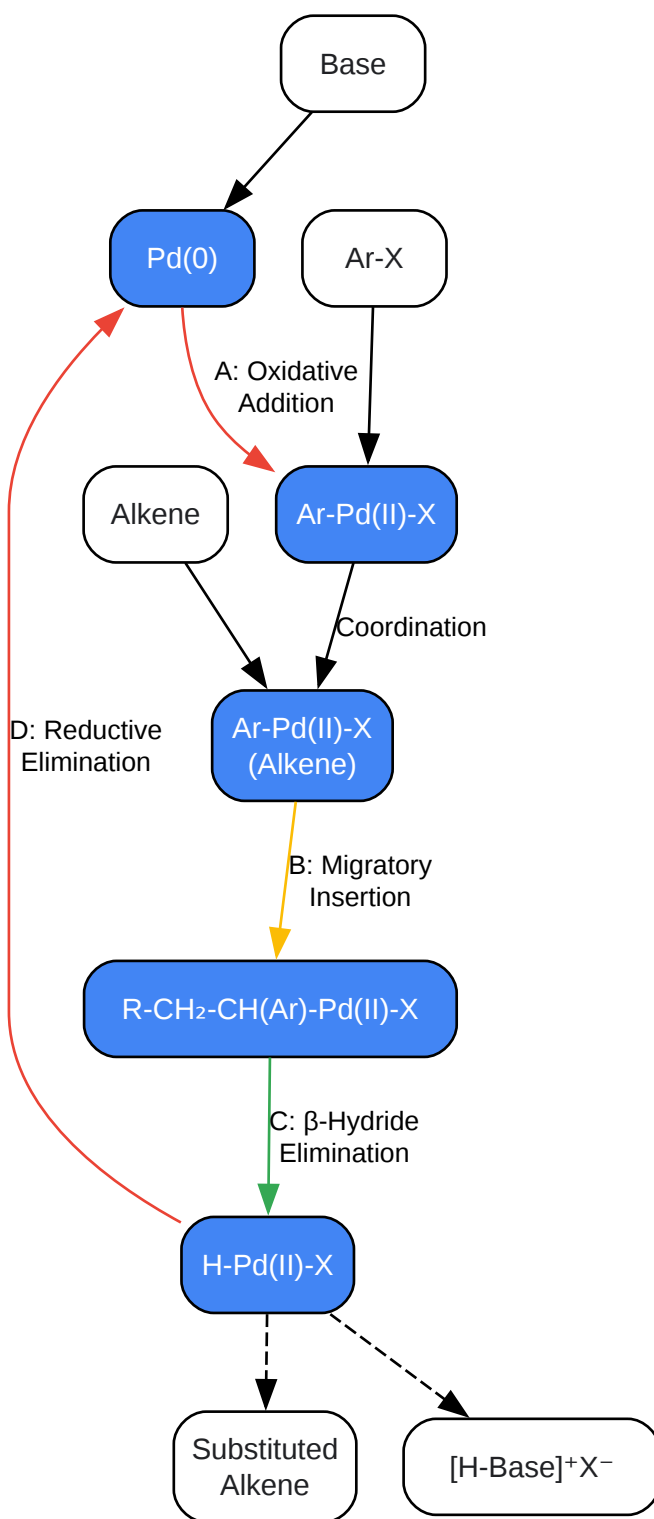 Base
Pd(0)
Ar-X
A: Oxidative
Addition
Alkene
Ar-Pd(II)-X
Coordination
Ar-Pd(II)-X
(Alkene)
D: Reductive
Elimination
B: Migratory
Insertion
R-CH₂-CH(Ar)-Pd(II)-X
C: β-Hydride
Elimination
H-Pd(II)-X
Substituted
Alkene
[H-Base]⁺X⁻